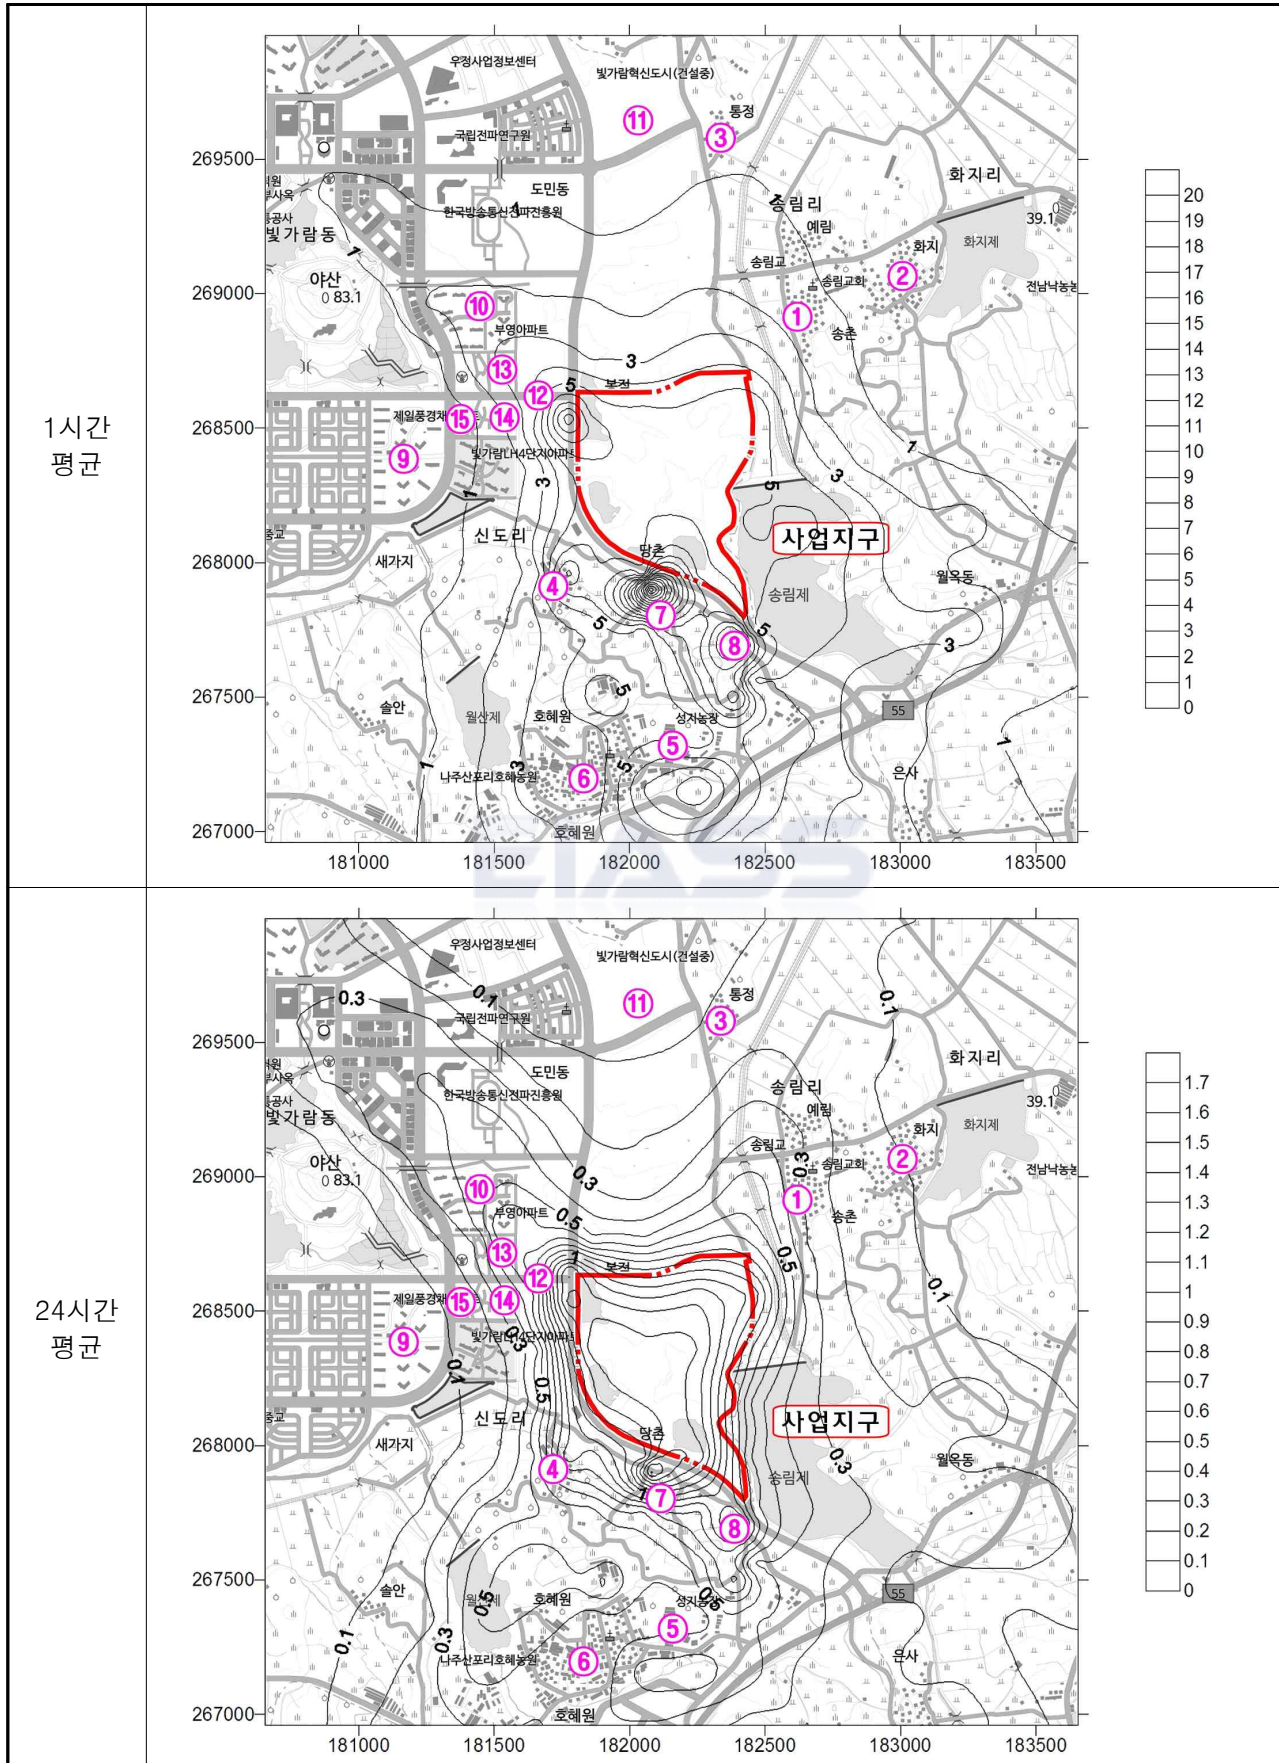 1시간
평균
우정사업정보센터
빛가람혁신도시(건설중)
⑪
통정
③
국립전파연구원
269500
도민동
화지리
한국방송통신전파진흥원
송림리
예림
39.1
빛가람동
1
1
1
화지
화지제
송림교
②
야산
83.1
송림교회
전남낙농
269000
⑩
①
부영아파트
송촌
3
⑬
⑫
5
봉정
제일풍경채
⑮
⑭
268500
1
빛가람LH4단지아파트
⑨
3
5
3
1
신도리
사업지구
중교
새가지
당촌
268000
월옥동
④
송림제
⑦
5
5
⑧
3
1
267500
5
55
솔안
월산제
호혜원
성지농장
⑤
1
1
3
5
나주산포리호혜농원
⑥
은사
267000
호혜원
181000 181500 182000 182500 183000 183500
20
19
18
17
16
15
14
13
12
11
10
9
8
7
6
5
4
3
2
1
0
EIASS
24시간
평균
우정사업정보센터
빛가람혁신도시(건설중)
0.3
0.1
⑪
통정
③
0.1
국립전파연구원
269500
도민동
화지리
한국방송통신전파진흥원
송림리
예림
39.1
빛가람동
화지
화지제
송림교
0.3
②
야산
83.1
송림교회
전남낙농
269000
0.3
⑩
①
부영아파트
0.5
송촌
⑬
1
봉정
0.5
⑫
0.1
제일풍경채
⑮
⑭
268500
0.3
빛가람LH4단지아파트
⑨
0.1
0.5
신도리
사업지구
중교
새가지
당촌
268000
0.3
월옥동
④
송림제
1
⑦
⑧
267500
55
솔안
월산제
0.5
호혜원
성지농장
0.5
⑤
0.1
0.3
나주산포리호혜농원
⑥
은사
267000
호혜원
181000 181500 182000 182500 183000 183500
1.7
1.6
1.5
1.4
1.3
1.2
1.1
1
0.9
0.8
0.7
0.6
0.5
0.4
0.3
0.2
0.1
0